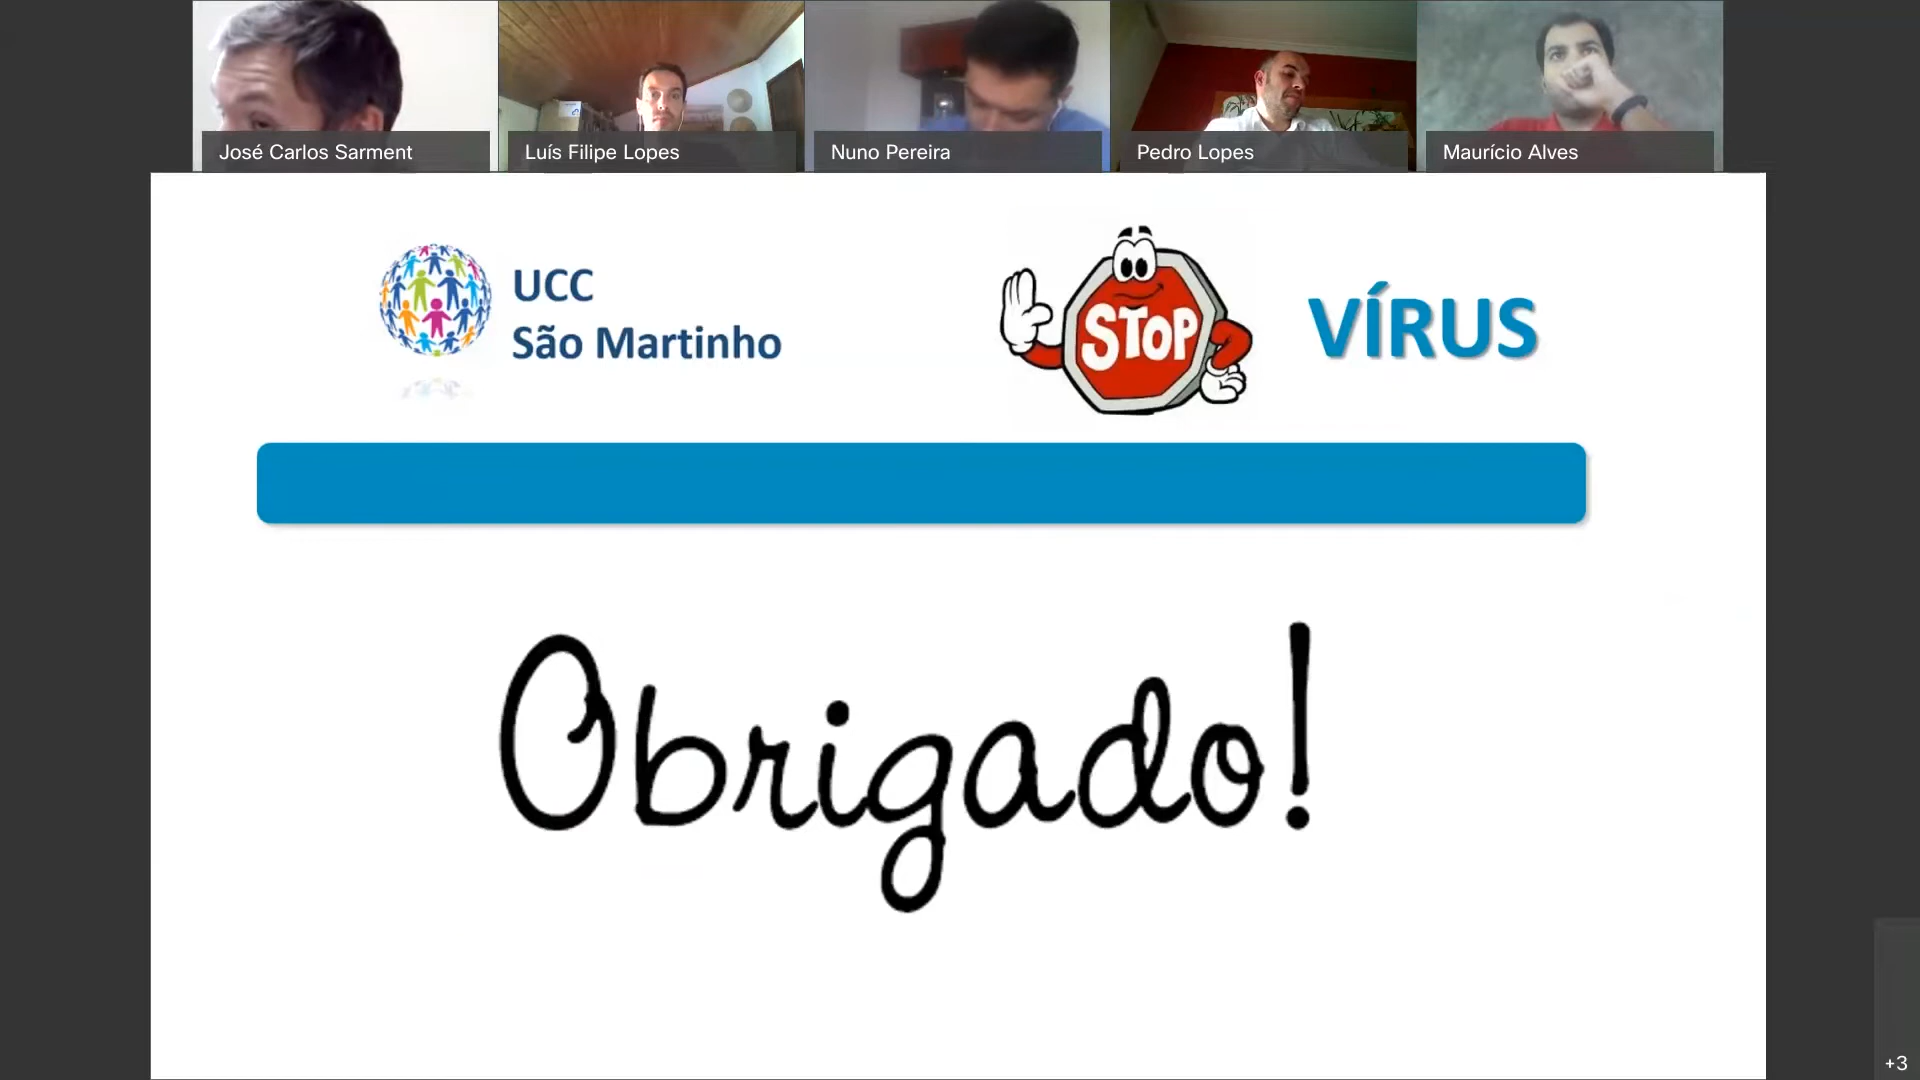 José Carlos Sarment
Luís Filipe Lopes
Nuno Pereira
Pedro Lopes
Maurício Alves
UCC
São Martinho
STOP
VÍRUS
Obrigado!
+3